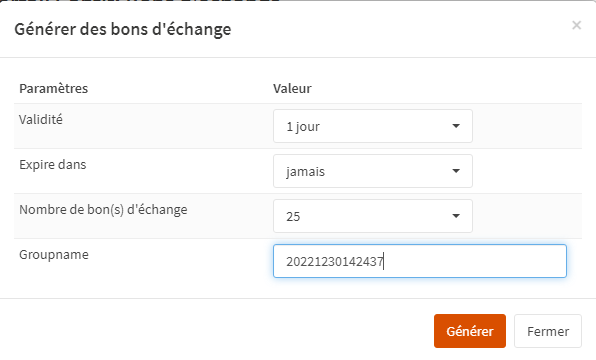 Générer des bons d'échange
×
Paramètres Valeur
Validité 1 jour
Expire dans jamais
Nombre de bon(s) d'échange 25
Groupname 20221230142437
Générer Fermer